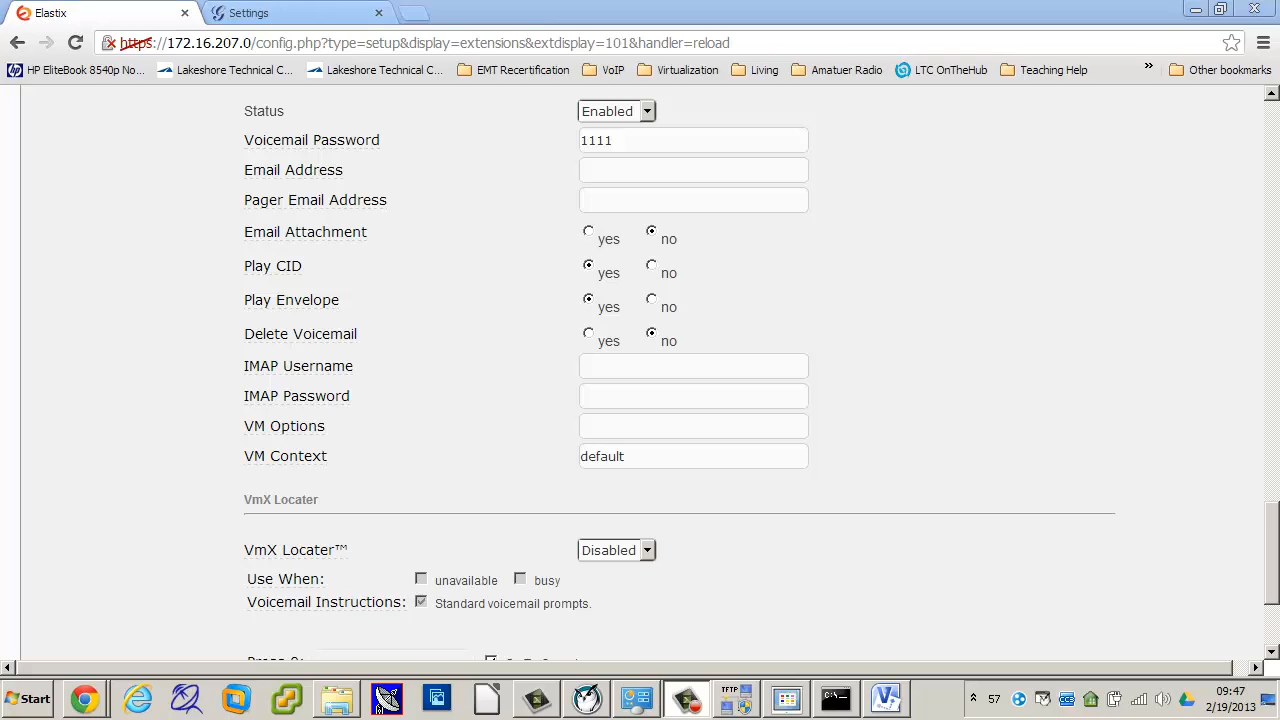 Elastix
Settings
https://172.16.207.0/config.php?type=setup&display=extensions&extdisplay=101&handler=reload
HP EliteBook 8540p No... Lakeshore Technical C... Lakeshore Technical C... EMT Recertification VoIP Virtualization Living Amatuer Radio LTC OnTheHub Teaching Help » Other bookmarks
Status Enabled
Voicemail Password 1111
Email Address
Pager Email Address
Email Attachment yes no
Play CID yes no
Play Envelope yes no
Delete Voicemail yes no
IMAP Username
IMAP Password
VM Options
VM Context default
VmX Locater
VmX Locater™ Disabled
Use When: unavailable busy
Voicemail Instructions: Standard voicemail prompts.
Start TFTP 57 09:47
2/19/2013